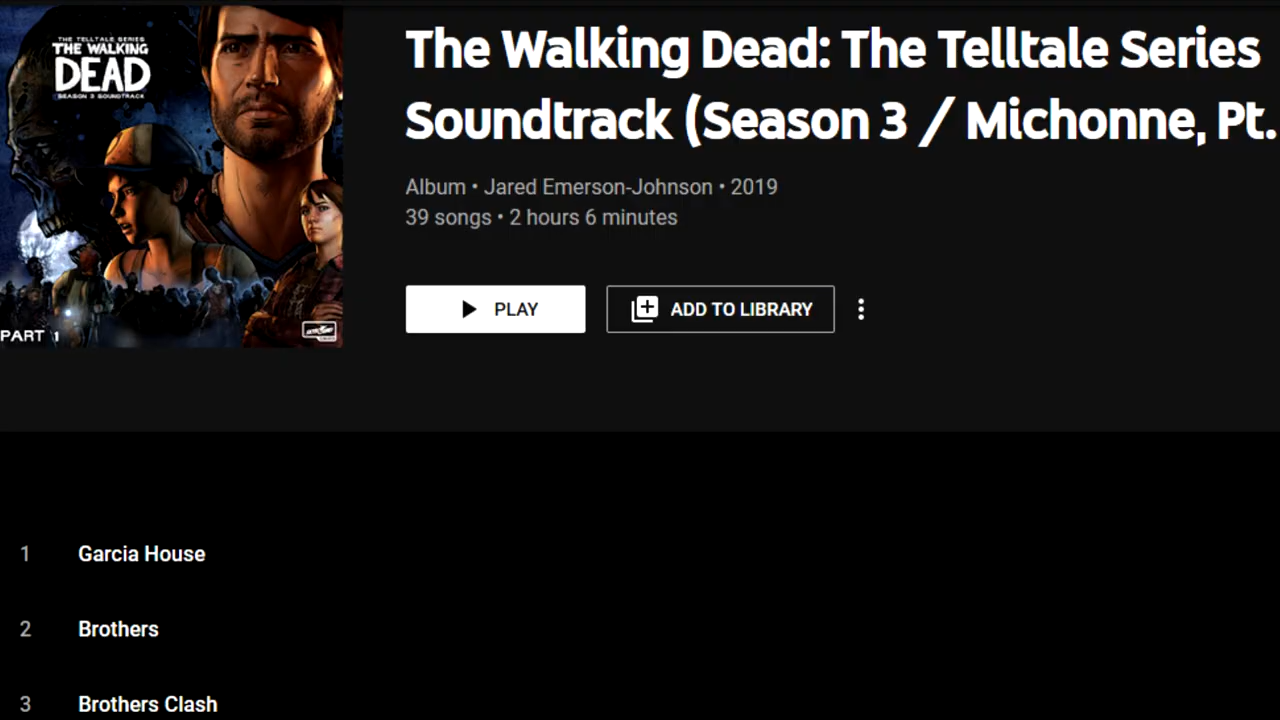 THE TELLTALE SERIES
THE WALKING
DEAD
SEASON 3 SOUNDTRACK
PART 1
The Walking Dead: The Telltale Series
Soundtrack (Season 3 / Michonne, Pt.
Album • Jared Emerson-Johnson • 2019
39 songs • 2 hours 6 minutes
PLAY
ADD TO LIBRARY
1 Garcia House
2 Brothers
3 Brothers Clash